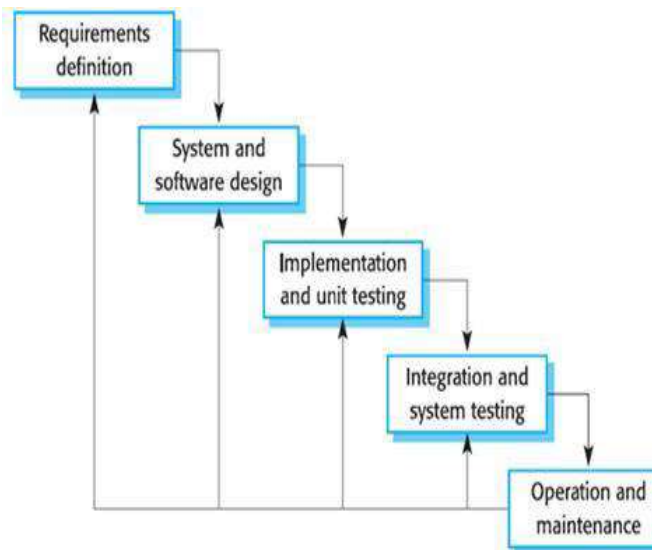 Requirements
definition
System and
software design
Implementation
and unit testing
Integration and
system testing
Operation and
maintenance